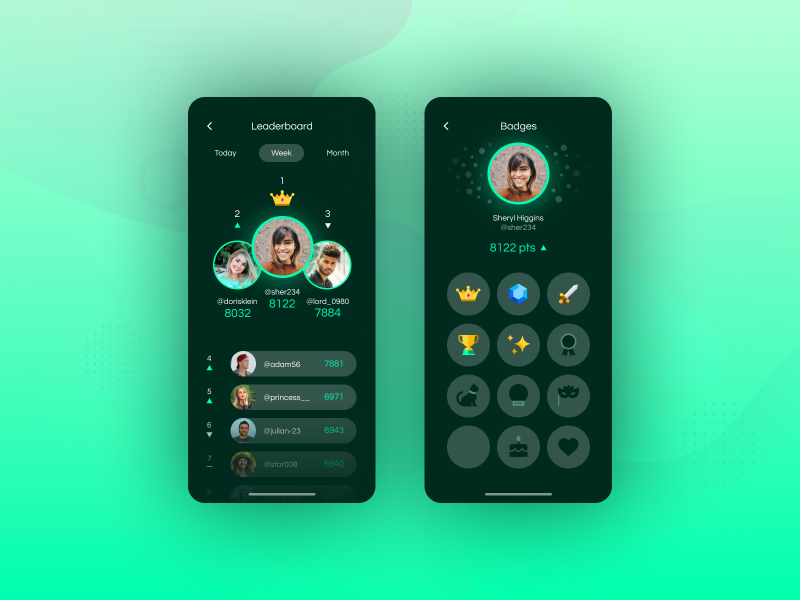 Leaderboard
Today Week Month
1
2 3
@sher234
8122
@dorisklein
8032
@lord_0980
7884
4 @adam56 7881
5 @princess__ 6971
6 @julian-23 6943
7 @star008 6940
8
Badges
Sheryl Higgins
@sher234
8122 pts